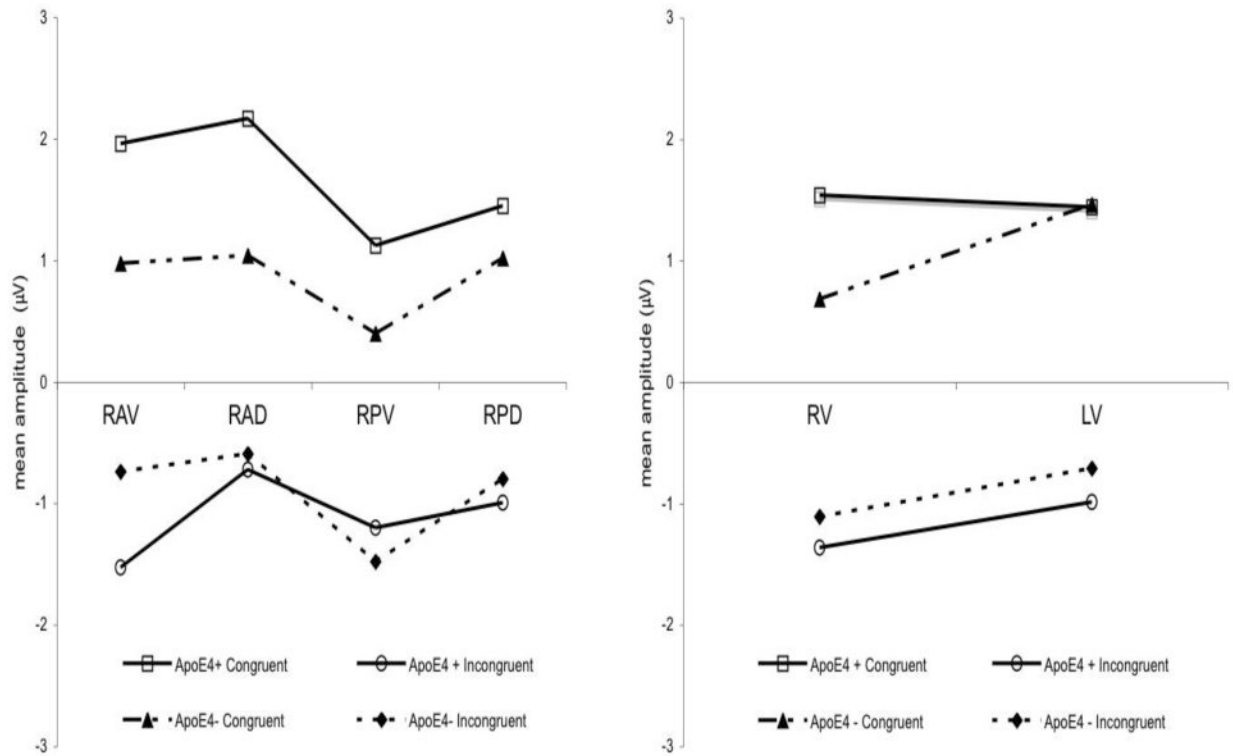 3
2
1
0
-1
-2
-3
mean amplitude (µV)
RAV RAD RPV RPD
ApoE4+ Congruent ApoE4 + Incongruent
ApoE4- Congruent ApoE4- Incongruent
3
2
1
0
-1
-2
-3
mean amplitude (µV)
RV LV
ApoE4 + Congruent ApoE4 + Incongruent
ApoE4 - Congruent ApoE4 - Incongruent